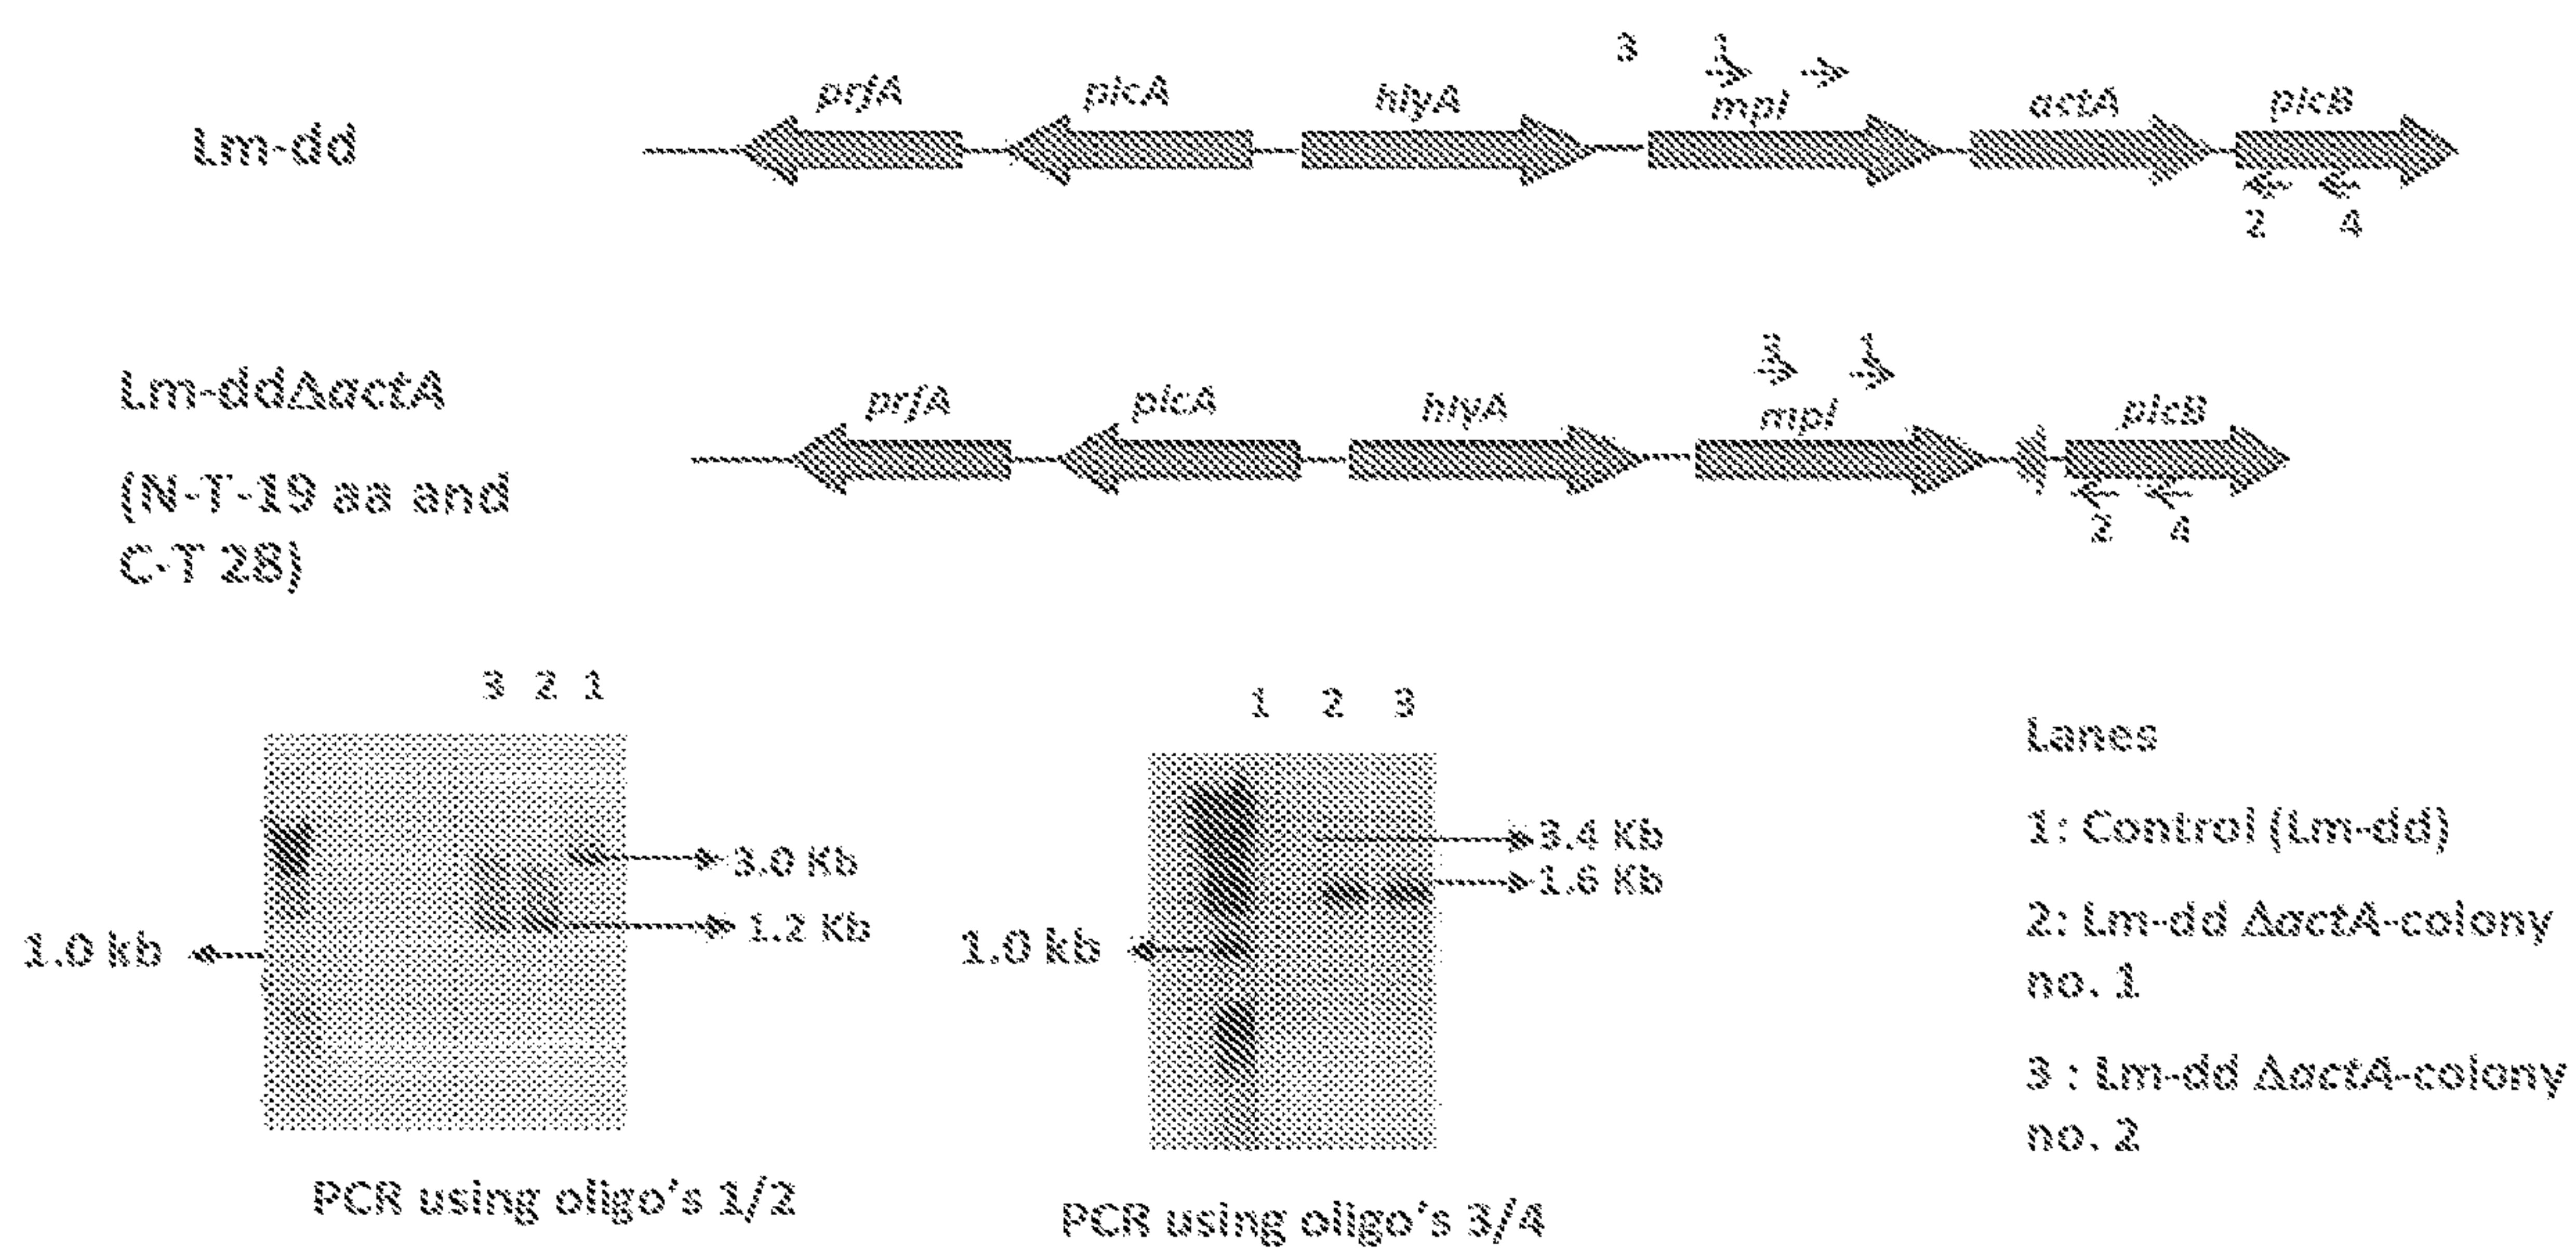 3 1
prfA plcA hlyA mpl actA plcB
Lm-dd
2 4
3 1
Lm-ddΔactA
prfA plcA hlyA mpl plcB
(N-T-19 aa and
C-T 28)
2 4
3 2 1
3.0 Kb
1.2 Kb
1.0 kb
PCR using oligo's 1/2
1 2 3
3.4 Kb
1.6 Kb
1.0 kb
PCR using oligo's 3/4
Lanes
1: Control (Lm-dd)
2: Lm-dd ΔactA-colony
no. 1
3 : Lm-dd ΔactA-colony
no. 2